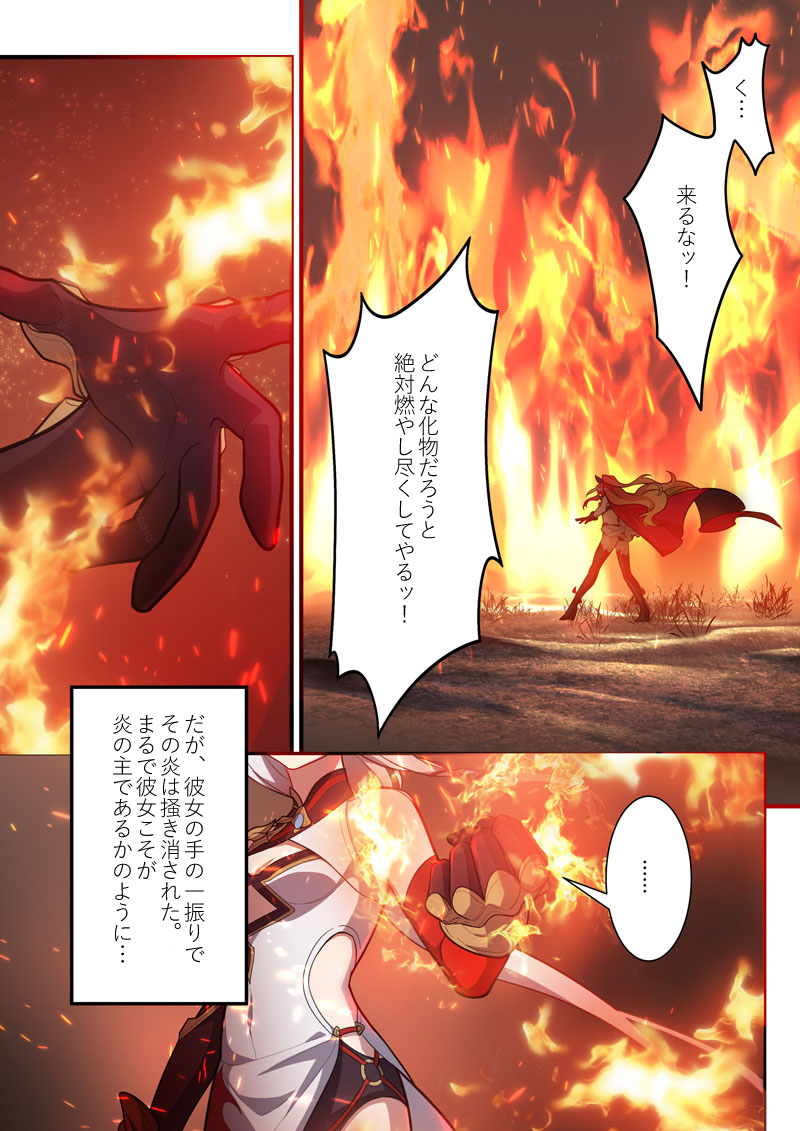 く…
来るなッ！
どんな化物だろうと
絶対燃やし尽くしてやるッ！
だが、彼女の手の一振りで
その炎は掻き消された。
まるで彼女こそが
炎の主であるかのように…
……